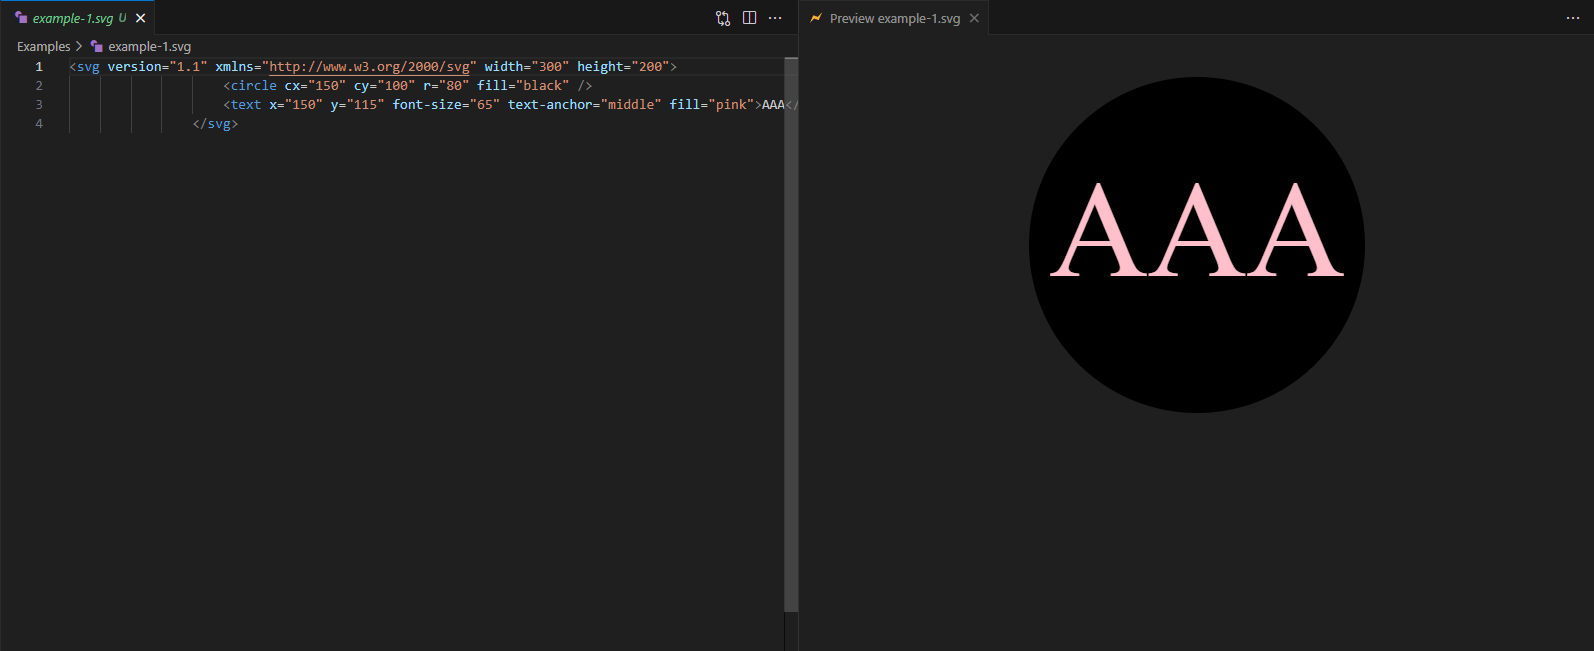 example-1.svg U
Preview example-1.svg
Examples > example-1.svg
1 <svg version="1.1" xmlns="http://www.w3.org/2000/svg" width="300" height="200">
2 <circle cx="150" cy="100" r="80" fill="black" />
3 <text x="150" y="115" font-size="65" text-anchor="middle" fill="pink">AAA</
4 </svg>
AAA